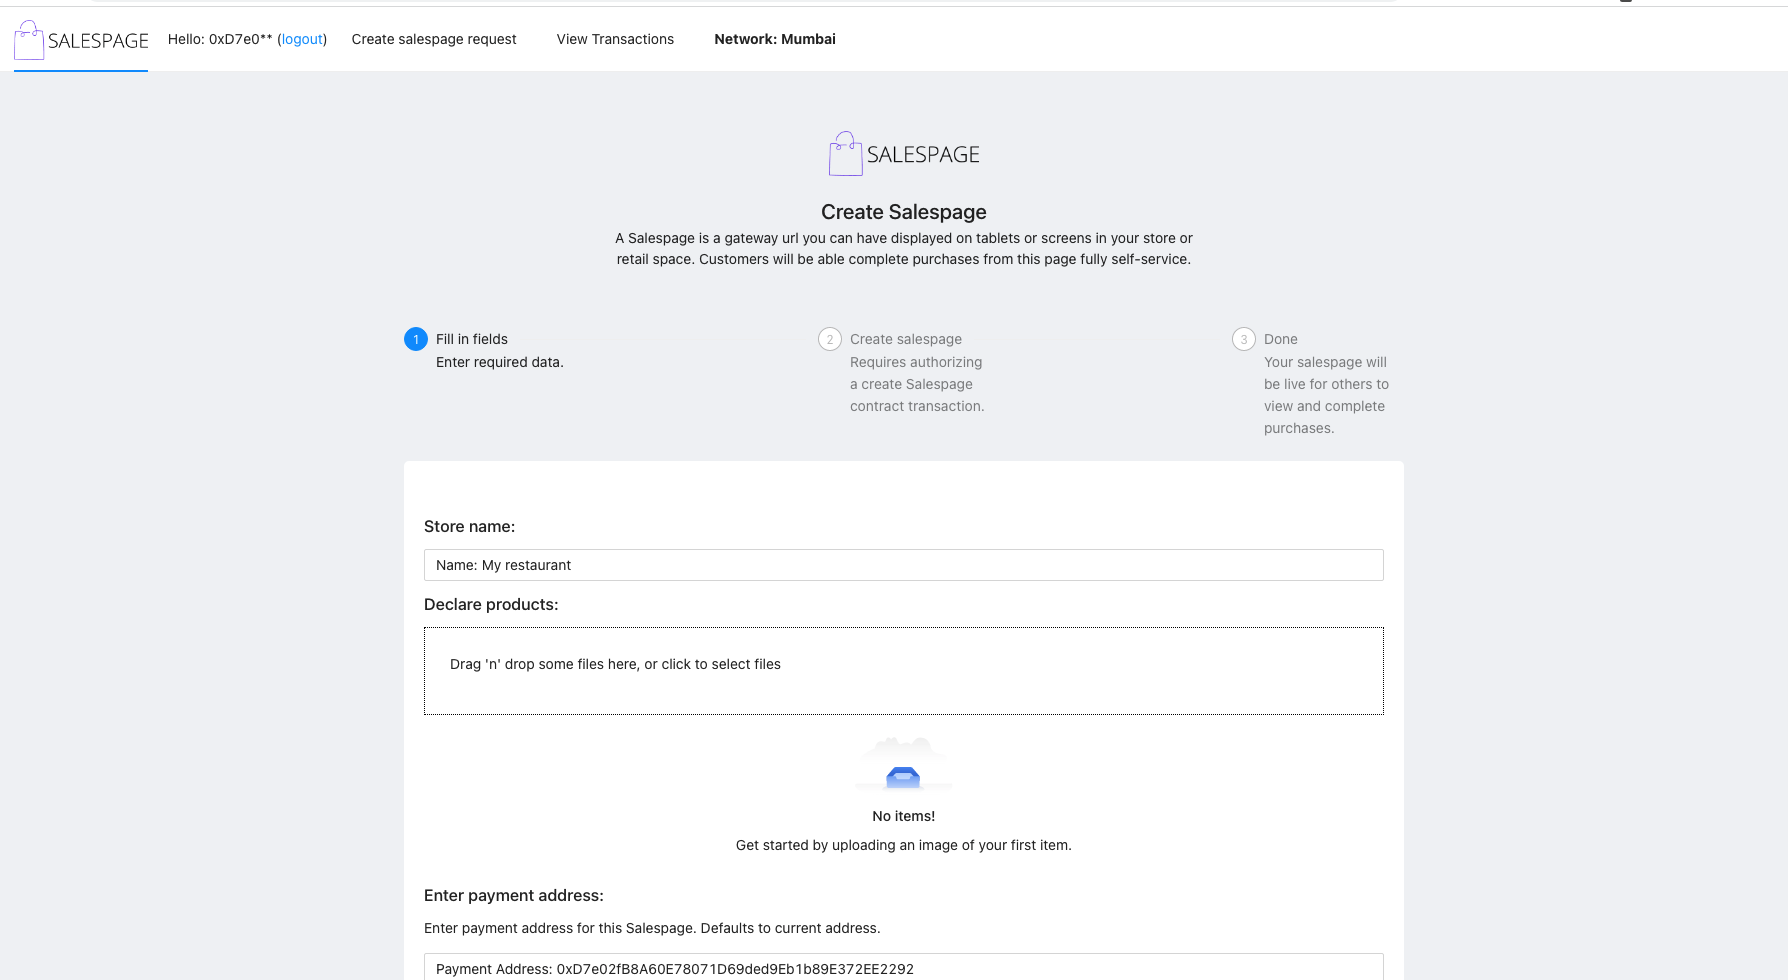 SALESPAGE Hello: 0xD7e0** (logout) Create salespage request View Transactions Network: Mumbai
SALESPAGE
Create Salespage
A Salespage is a gateway url you can have displayed on tablets or screens in your store or
retail space. Customers will be able complete purchases from this page fully self-service.
1 Fill in fields
Enter required data.
2 Create salespage
Requires authorizing
a create Salespage
contract transaction.
3 Done
Your salespage will
be live for others to
view and complete
purchases.
Store name:
Name: My restaurant
Declare products:
Drag 'n' drop some files here, or click to select files
No items!
Get started by uploading an image of your first item.
Enter payment address:
Enter payment address for this Salespage. Defaults to current address.
Payment Address: 0xD7e02fB8A60E78071D69ded9Eb1b89E372EE2292